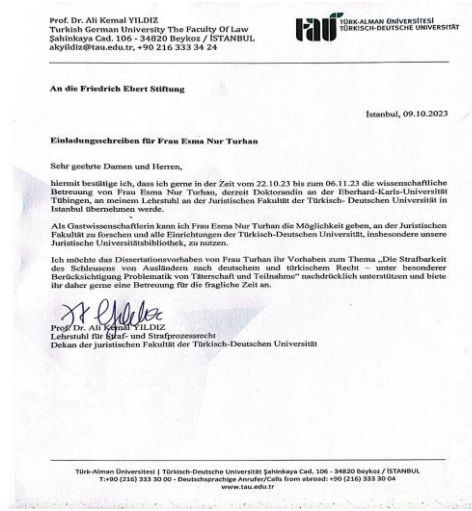 Prof. Dr. Ali Kemal YILDIZ
Turkish German University The Faculty Of Law
Şahinkaya Cad. 106 - 34820 Beykoz / İSTANBUL
akyildiz@tau.edu.tr, +90 216 333 34 24
tau
TÜRK-ALMAN ÜNİVERSİTESİ
TÜRKISCH-DEUTSCHE UNIVERSITÄT
An die Friedrich Ebert Stiftung
İstanbul, 09.10.2023
Einladungsschreiben für Frau Esma Nur Turhan
Sehr geehrte Damen und Herren,
hiermit bestätige ich, dass ich gerne in der Zeit vom 22.10.23 bis zum 06.11.23 die wissenschaftliche
Betreuung von Frau Esma Nur Turhan, derzeit Doktorandin an der Eberhard-Karls-Universität
Tübingen, an meinem Lehrstuhl an der Juristischen Fakultät der Türkisch- Deutschen Universität in
Istanbul übernehmen werde.
Als Gastwissenschaftlerin kann ich Frau Esma Nur Turhan die Möglichkeit geben, an der Juristischen
Fakultät zu forschen und alle Einrichtungen der Türkisch-Deutschen Universität, insbesondere unsere
Juristische Universitätsbibliothek, zu nutzen.
Ich möchte das Dissertationsvorhaben von Frau Turhan ihr Vorhaben zum Thema „Die Strafbarkeit
des Schleusens von Ausländern nach deutschem und türkischem Recht – unter besonderer
Berücksichtigung Problematik von Täterschaft und Teilnahme“ nachdrücklich unterstützen und biete
ihr daher gerne eine Betreuung für die fragliche Zeit an.
Prof. Dr. Ali Kemal YILDIZ
Lehrstuhl für Straf- und Strafprozessrecht
Dekan der juristischen Fakultät der Türkisch-Deutschen Universität
Türk-Alman Üniversitesi | Türkisch-Deutsche Universität Şahinkaya Cad. 106 - 34820 Beykoz / İSTANBUL
T:+90 (216) 333 30 00 - Deutschsprachige Anrufer/Calls from abroad: +90 (216) 333 30 04
www.tau.edu.tr